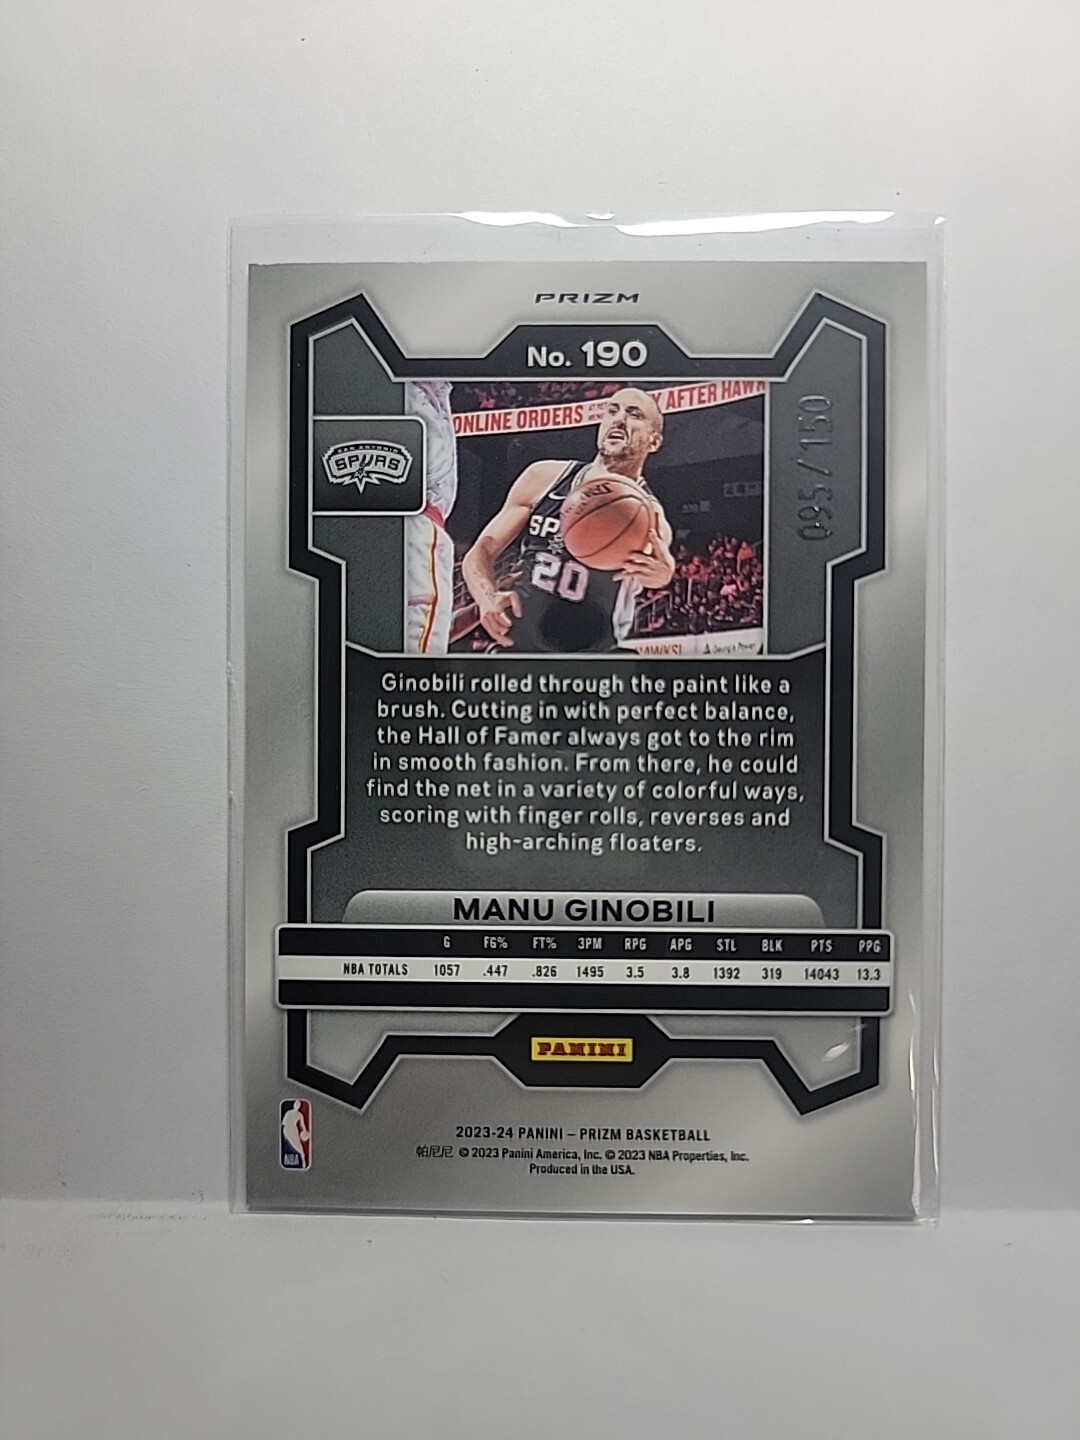 PRIZM
No. 190
095/150
ONLINE ORDERS
K AFTER HAWK
SAN ANTONIO
SPURS
SP
20
HAWKS!
Georgia Power
Ginobili rolled through the paint like a
brush. Cutting in with perfect balance,
the Hall of Famer always got to the rim
in smooth fashion. From there, he could
find the net in a variety of colorful ways,
scoring with finger rolls, reverses and
high-arching floaters.
MANU GINOBILI
G FG% FT% 3PM RPG APG STL BLK PTS PPG
NBA TOTALS 1057 .447 .826 1495 3.5 3.8 1392 319 14043 13.3
PANINI
NBA
2023-24 PANINI – PRIZM BASKETBALL
帕尼尼 © 2023 Panini America, Inc. © 2023 NBA Properties, Inc.
Produced in the USA.